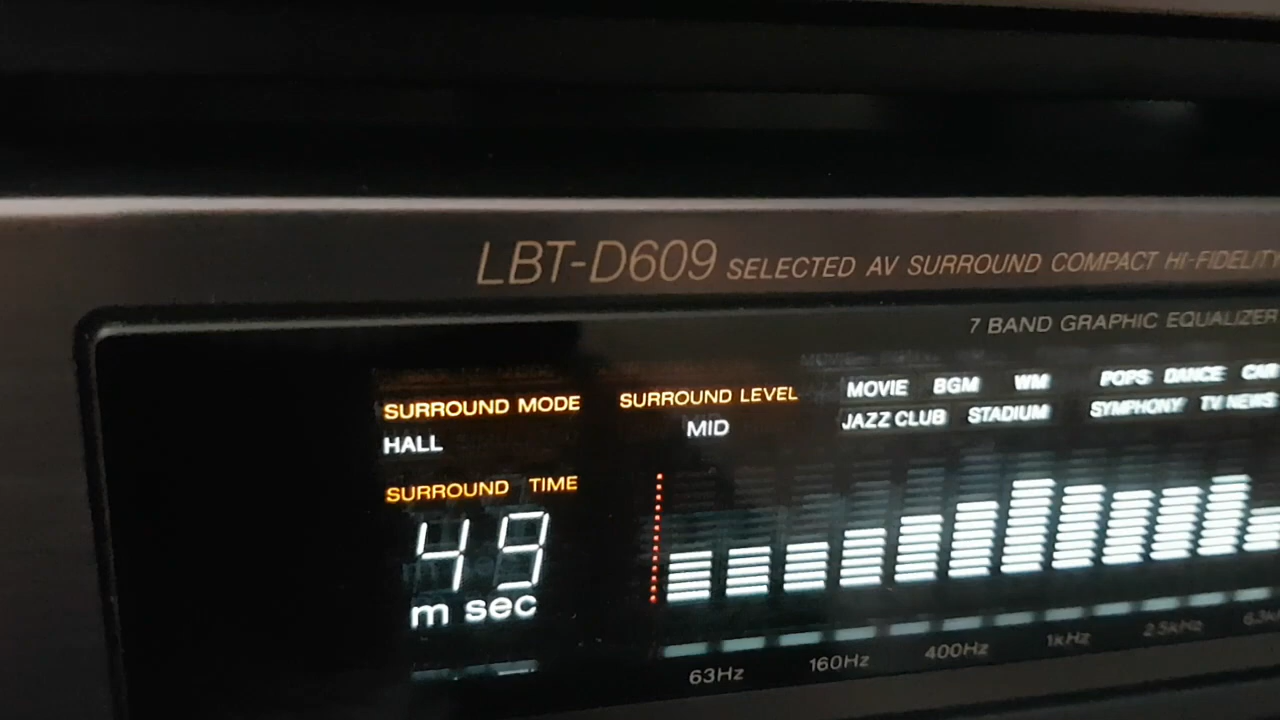 LBT-D609 SELECTED AV SURROUND COMPACT HI-FIDELITY
7 BAND GRAPHIC EQUALIZER
SURROUND MODE SURROUND LEVEL MOVIE BGM WM POPS DANCE CAR
HALL MID JAZZ CLUB STADIUM SYMPHONY TV NEWS
SURROUND TIME
49
m sec
63Hz 160Hz 400Hz 1kHz 2.5kHz